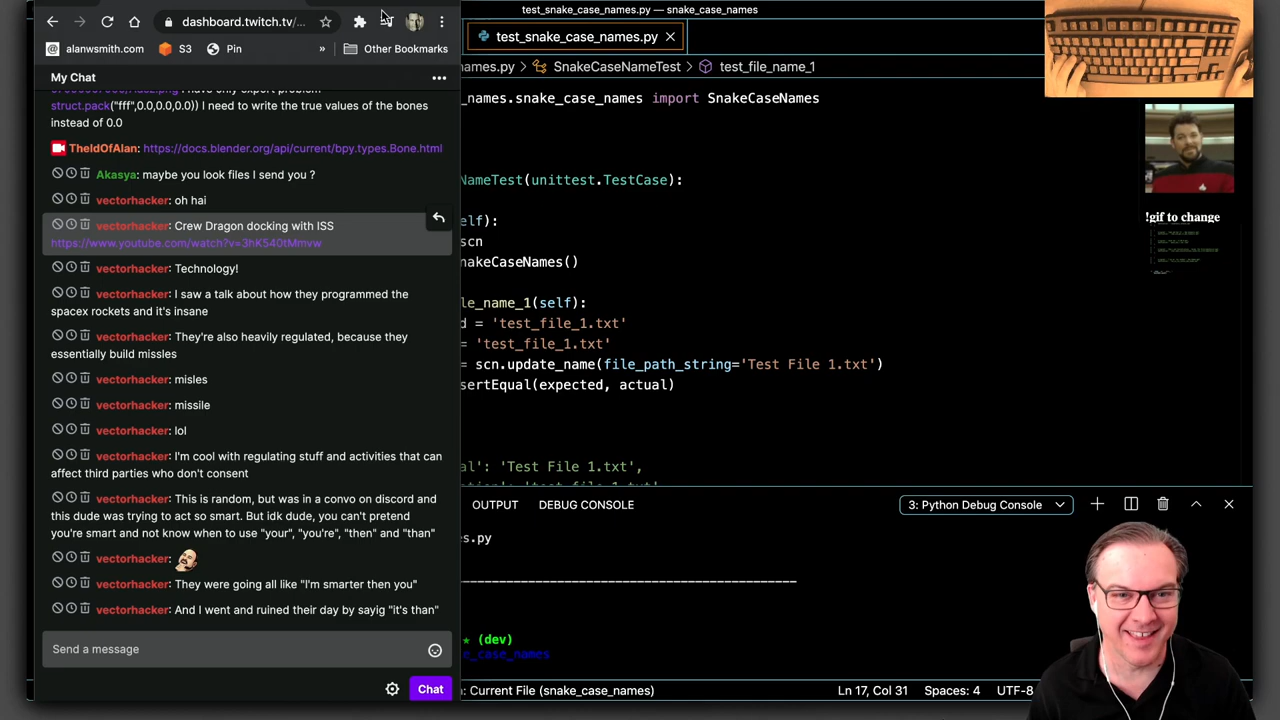 test_snake_case_names.py — snake_case_names
dashboard.twitch.tv/...
test_snake_case_names.py
alanwsmith.com
S3
Pin
»
Other Bookmarks
names.py > SnakeCaseNameTest > test_file_name_1
My Chat
struct.pack("fff",0.0,0.0,0.0)) I need to write the true values of the bones
instead of 0.0
TheIdOfAlan: https://docs.blender.org/api/current/bpy.types.Bone.html
Akasya: maybe you look files I send you ?
vectorhacker: oh hai
vectorhacker: Crew Dragon docking with ISS
https://www.youtube.com/watch?v=3hK540tMmvw
vectorhacker: Technology!
vectorhacker: I saw a talk about how they programmed the
spacex rockets and it's insane
vectorhacker: They're also heavily regulated, because they
essentially build missles
vectorhacker: misles
vectorhacker: missile
vectorhacker: lol
vectorhacker: I'm cool with regulating stuff and activities that can
affect third parties who don't consent
vectorhacker: This is random, but was in a convo on discord and
this dude was trying to act so smart. But idk dude, you can't pretend
you're smart and not know when to use "your", "you're", "then" and "than"
vectorhacker:
vectorhacker: They were going all like "I'm smarter then you"
vectorhacker: And I went and ruined their day by sayig "it's than"
Send a message
Chat
_names.snake_case_names import SnakeCaseNames
NameTest(unittest.TestCase):
elf):
scn
nakeCaseNames()
le_name_1(self):
d = 'test_file_1.txt'
= 'test_file_1.txt'
= scn.update_name(file_path_string='Test File 1.txt')
sertEqual(expected, actual)
al': 'Test File 1.txt',
!gif to change
OUTPUT
DEBUG CONSOLE
3: Python Debug Console
es.py
* (dev)
e_case_names
: Current File (snake_case_names)
Ln 17, Col 31
Spaces: 4
UTF-8